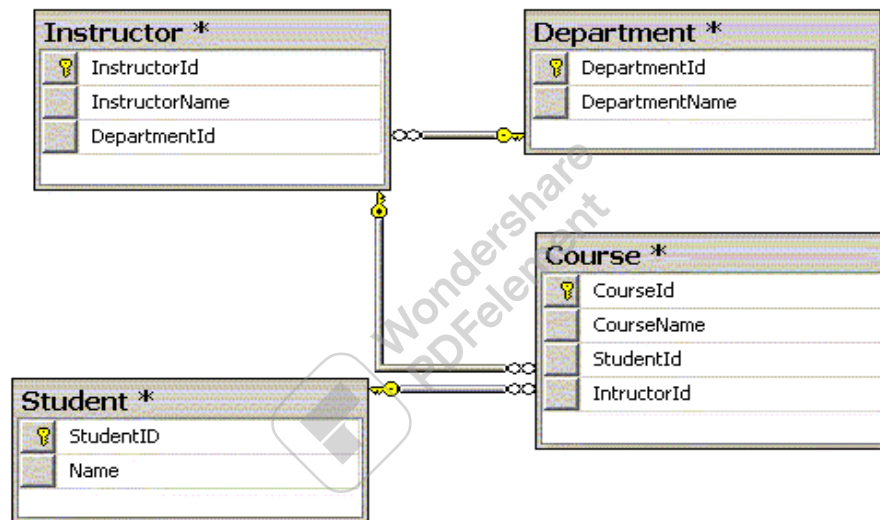 Instructor *
InstructorId
InstructorName
DepartmentId
Department *
DepartmentId
DepartmentName
Course *
CourseId
CourseName
StudentId
IntructorId
Student *
StudentID
Name
Wondershare
PDFelement